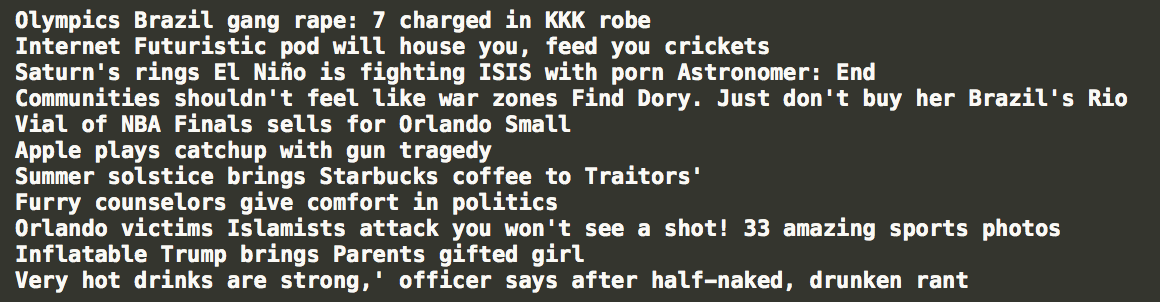 Olympics Brazil gang rape: 7 charged in KKK robe
Internet Futuristic pod will house you, feed you crickets
Saturn's rings El Niño is fighting ISIS with porn Astronomer: End
Communities shouldn't feel like war zones Find Dory. Just don't buy her Brazil's Rio
Vial of NBA Finals sells for Orlando Small
Apple plays catchup with gun tragedy
Summer solstice brings Starbucks coffee to Traitors'
Furry counselors give comfort in politics
Orlando victims Islamists attack you won't see a shot! 33 amazing sports photos
Inflatable Trump brings Parents gifted girl
Very hot drinks are strong,' officer says after half-naked, drunken rant